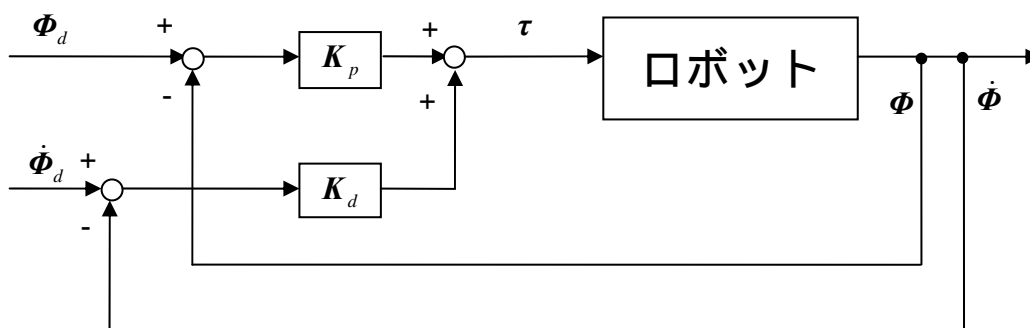 Φ_d + K_p + τ ロボット
- + Φ Φ̇
Φ̇_d + K_d
-